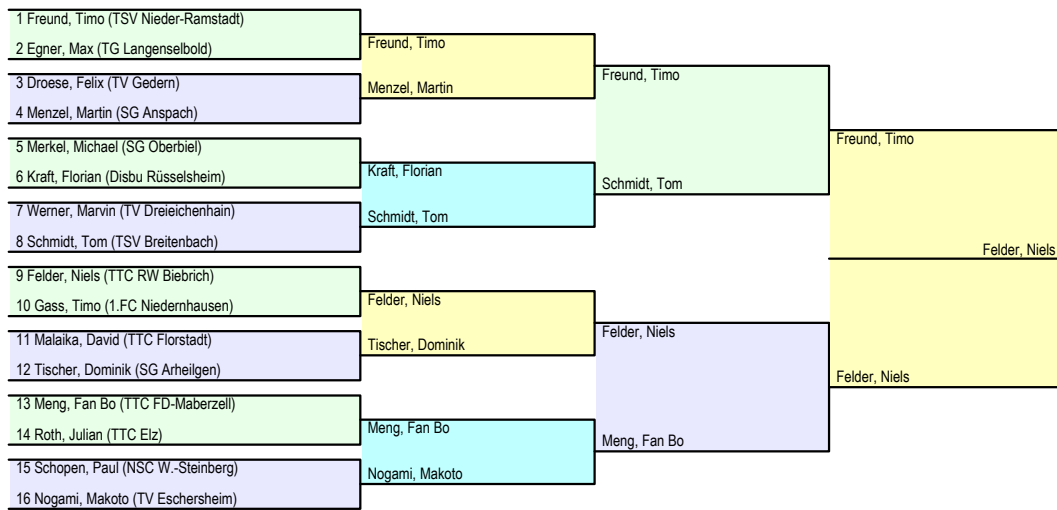 1 Freund, Timo (TSV Nieder-Ramstadt)
2 Egner, Max (TG Langenselbold)
3 Droese, Felix (TV Gedern)
4 Menzel, Martin (SG Anspach)
5 Merkel, Michael (SG Oberbiel)
6 Kraft, Florian (Disbu Rüsselsheim)
7 Werner, Marvin (TV Dreieichenhain)
8 Schmidt, Tom (TSV Breitenbach)
9 Felder, Niels (TTC RW Biebrich)
10 Gass, Timo (1.FC Niedernhausen)
11 Malaika, David (TTC Florstadt)
12 Tischer, Dominik (SG Arheilgen)
13 Meng, Fan Bo (TTC FD-Maberzell)
14 Roth, Julian (TTC Elz)
15 Schopen, Paul (NSC W.-Steinberg)
16 Nogami, Makoto (TV Eschersheim)
Freund, Timo
Menzel, Martin
Kraft, Florian
Schmidt, Tom
Felder, Niels
Tischer, Dominik
Meng, Fan Bo
Nogami, Makoto
Freund, Timo
Schmidt, Tom
Felder, Niels
Meng, Fan Bo
Freund, Timo
Felder, Niels
Felder, Niels